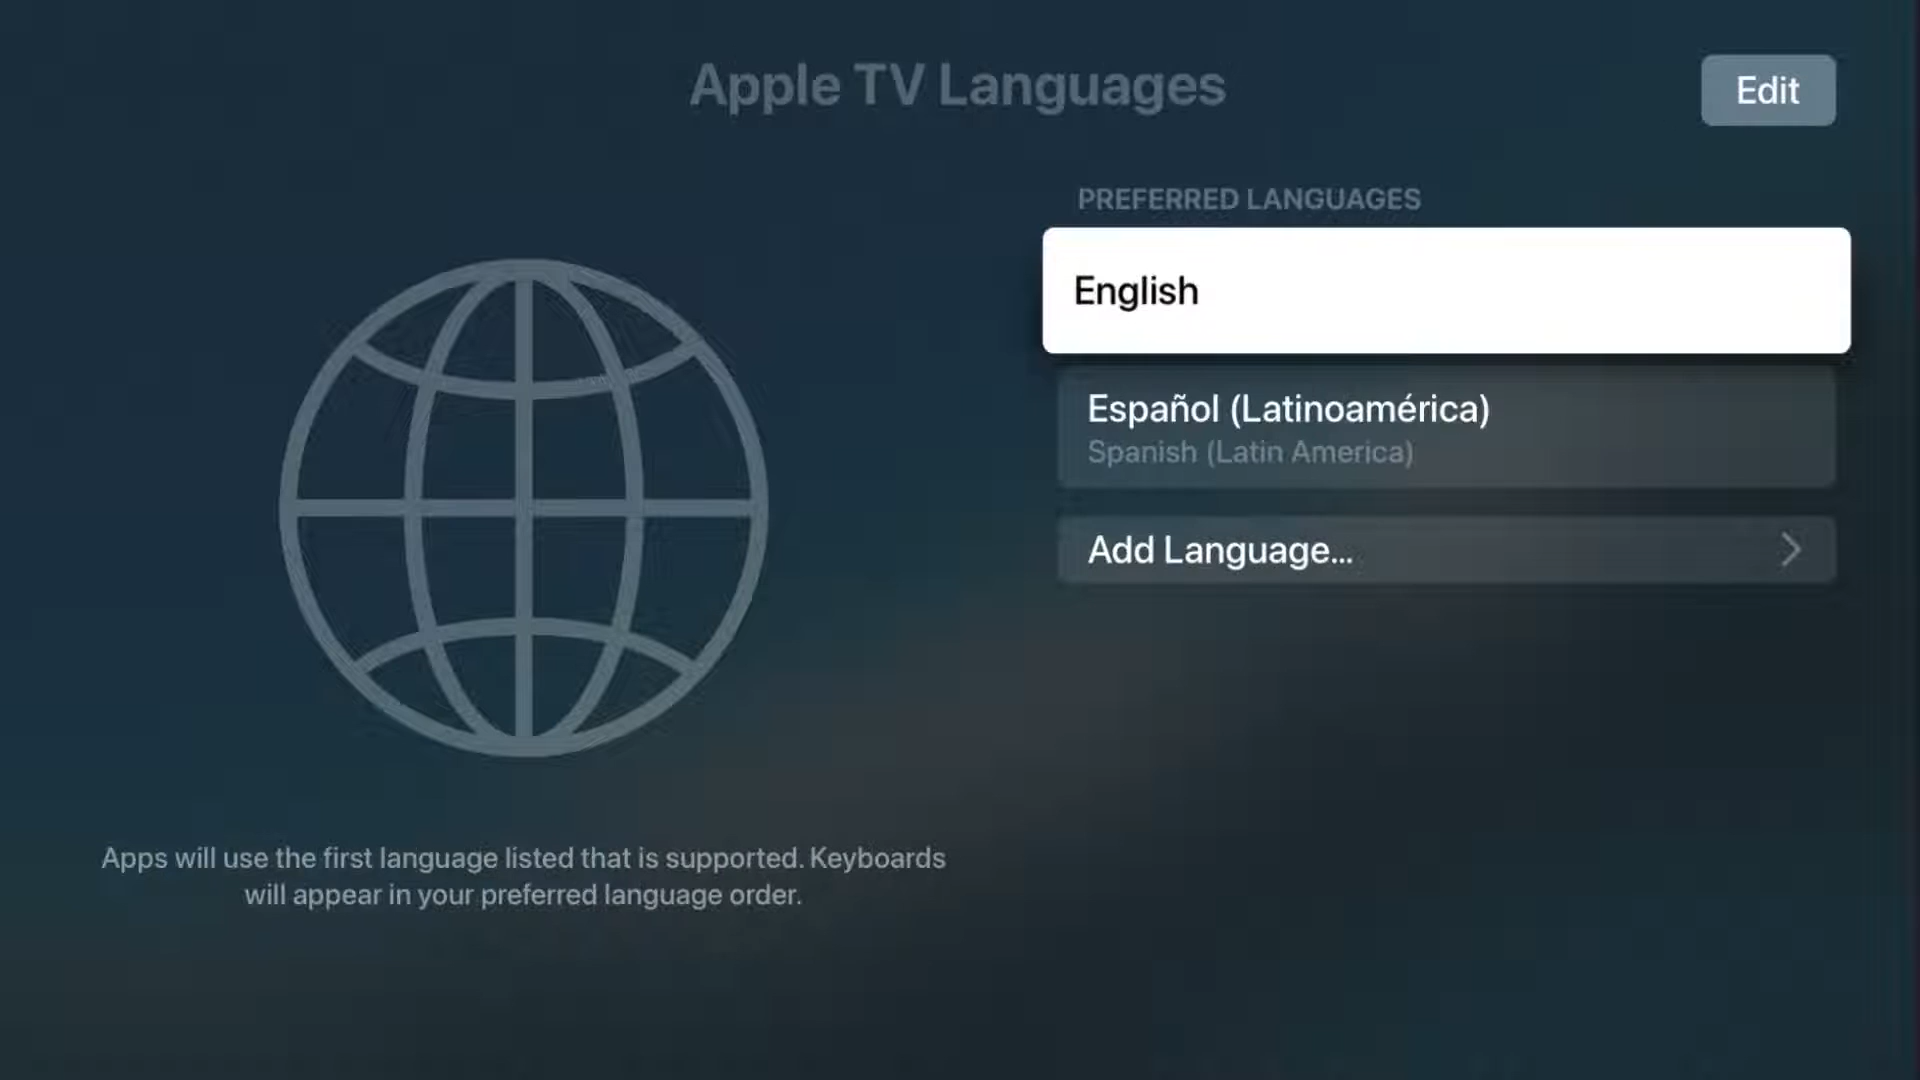 Apple TV Languages
Edit
PREFERRED LANGUAGES
English
Español (Latinoamérica)
Spanish (Latin America)
Add Language...
Apps will use the first language listed that is supported. Keyboards
will appear in your preferred language order.